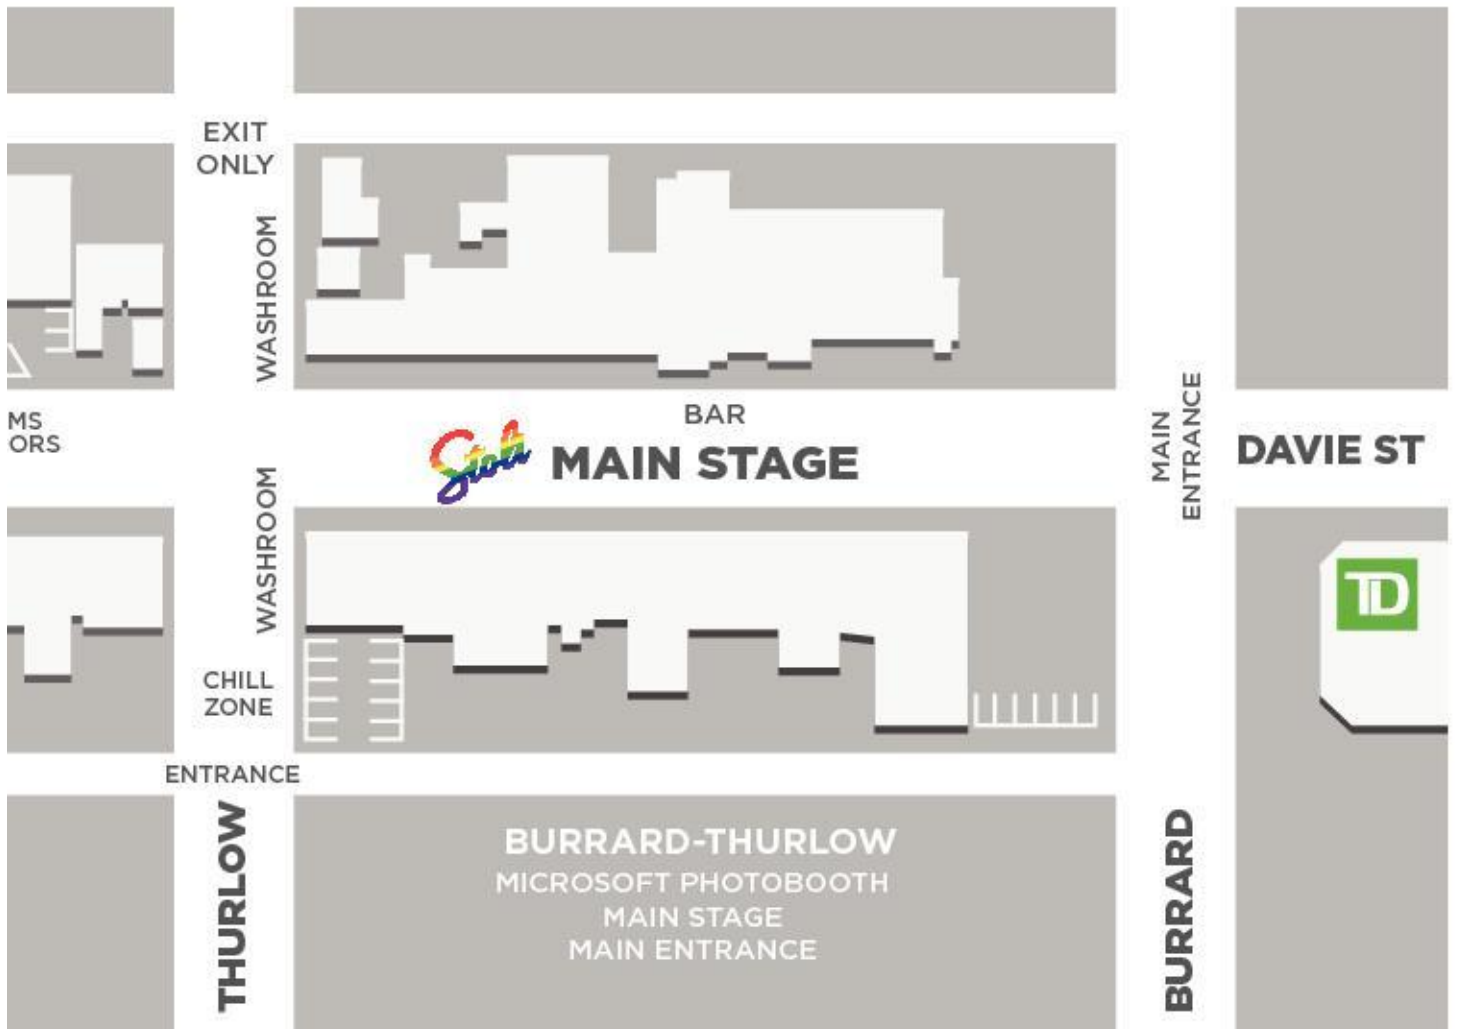 EXIT
ONLY
WASHROOM
MS
ORS
BAR
Stoli
MAIN STAGE
MAIN
ENTRANCE
DAVIE ST
WASHROOM
TD
CHILL
ZONE
ENTRANCE
THURLOW
BURRARD-THURLOW
MICROSOFT PHOTOBOOTH
MAIN STAGE
MAIN ENTRANCE
BURRARD